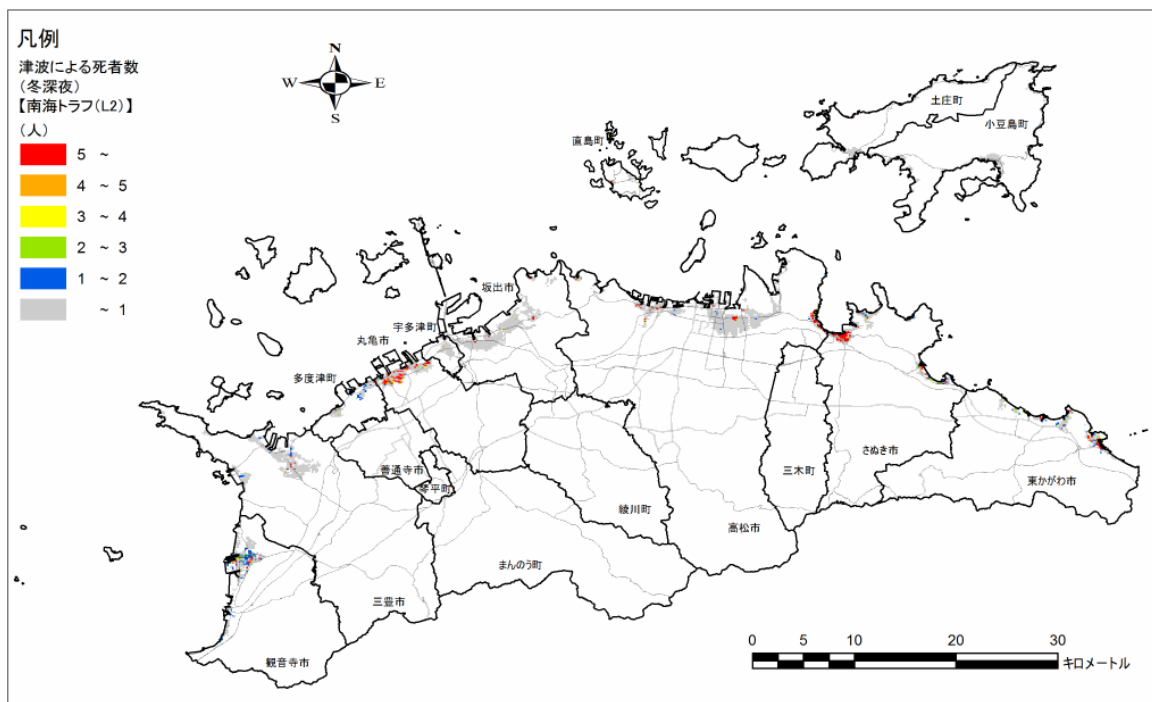 凡例
津波による死者数
(冬深夜)
【南海トラフ(L2)】
(人)
5 ~
4 ~ 5
3 ~ 4
2 ~ 3
1 ~ 2
~ 1
N
W E
S
土庄町
小豆島町
直島町
坂出市
宇多津町
丸亀市
多度津町
善通寺市
琴平町
三木町
さぬき市
東かがわ市
綾川町
高松市
まんのう町
三豊市
観音寺市
0 5 10 20 30
キロメートル